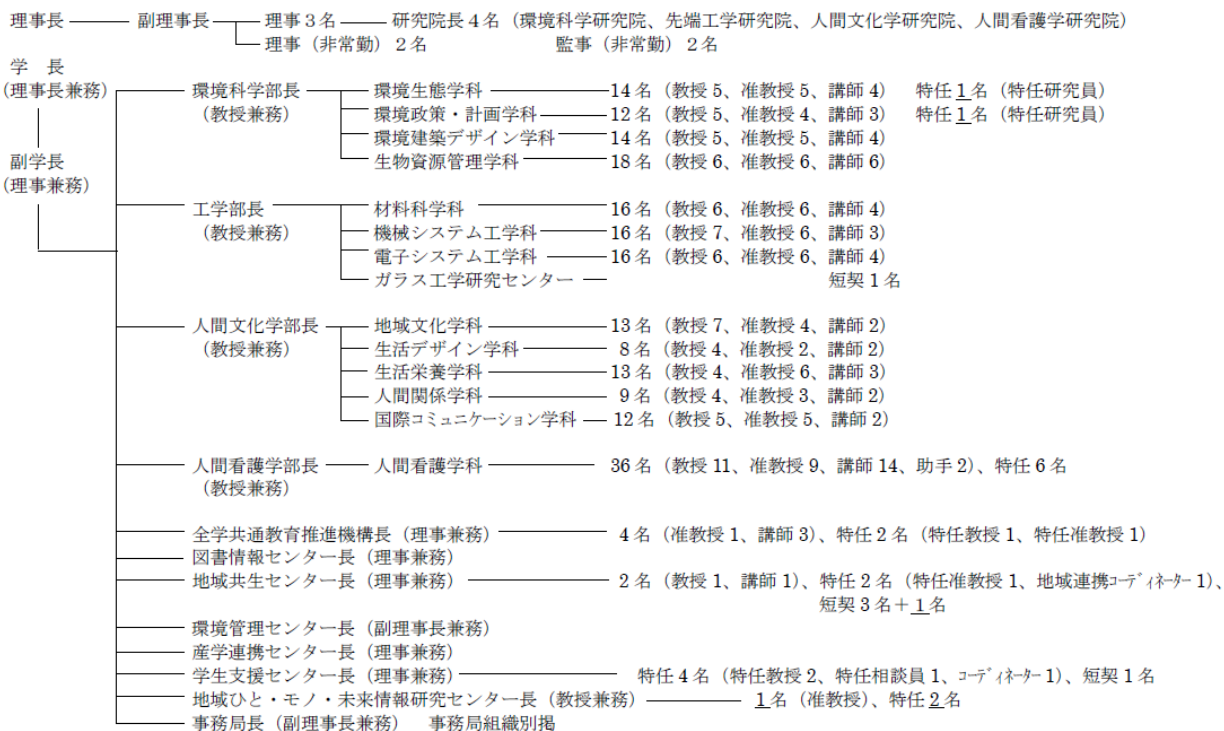 理事長 副理事長 理事3名 研究院長4名（環境科学研究院、先端工学研究院、人間文化学研究院、人間看護学研究院）
理事（非常勤）2名 監事（非常勤）2名
学 長
（理事長兼務） 環境科学部長 環境生態学科 14名（教授5、准教授5、講師4） 特任1名（特任研究員）
（教授兼務） 環境政策・計画学科 12名（教授5、准教授4、講師3） 特任1名（特任研究員）
環境建築デザイン学科 14名（教授5、准教授5、講師4）
副学長 生物資源管理学科 18名（教授6、准教授6、講師6）
（理事兼務）
工学部長 材料科学科 16名（教授6、准教授6、講師4）
（教授兼務） 機械システム工学科 16名（教授7、准教授6、講師3）
電子システム工学科 16名（教授6、准教授6、講師4）
ガラス工学研究センター 短契1名
人間文化学部長 地域文化学科 13名（教授7、准教授4、講師2）
（教授兼務） 生活デザイン学科 8名（教授4、准教授2、講師2）
生活栄養学科 13名（教授4、准教授6、講師3）
人間関係学科 9名（教授4、准教授3、講師2）
国際コミュニケーション学科 12名（教授5、准教授5、講師2）
人間看護学部長 人間看護学科 36名（教授11、准教授9、講師14、助手2）、特任6名
（教授兼務）
全学共通教育推進機構長（理事兼務） 4名（准教授1、講師3）、特任2名（特任教授1、特任准教授1）
図書情報センター長（理事兼務）
地域共生センター長（理事兼務） 2名（教授1、講師1）、特任2名（特任准教授1、地域連携コーディネーター1）、
短契3名＋1名
環境管理センター長（副理事長兼務）
産学連携センター長（理事兼務）
学生支援センター長（理事兼務） 特任4名（特任教授2、特任相談員1、コーディネーター1）、短契1名
地域ひと・モノ・未来情報研究センター長（教授兼務） 1名（准教授）、特任2名
事務局長（副理事長兼務） 事務局組織別掲